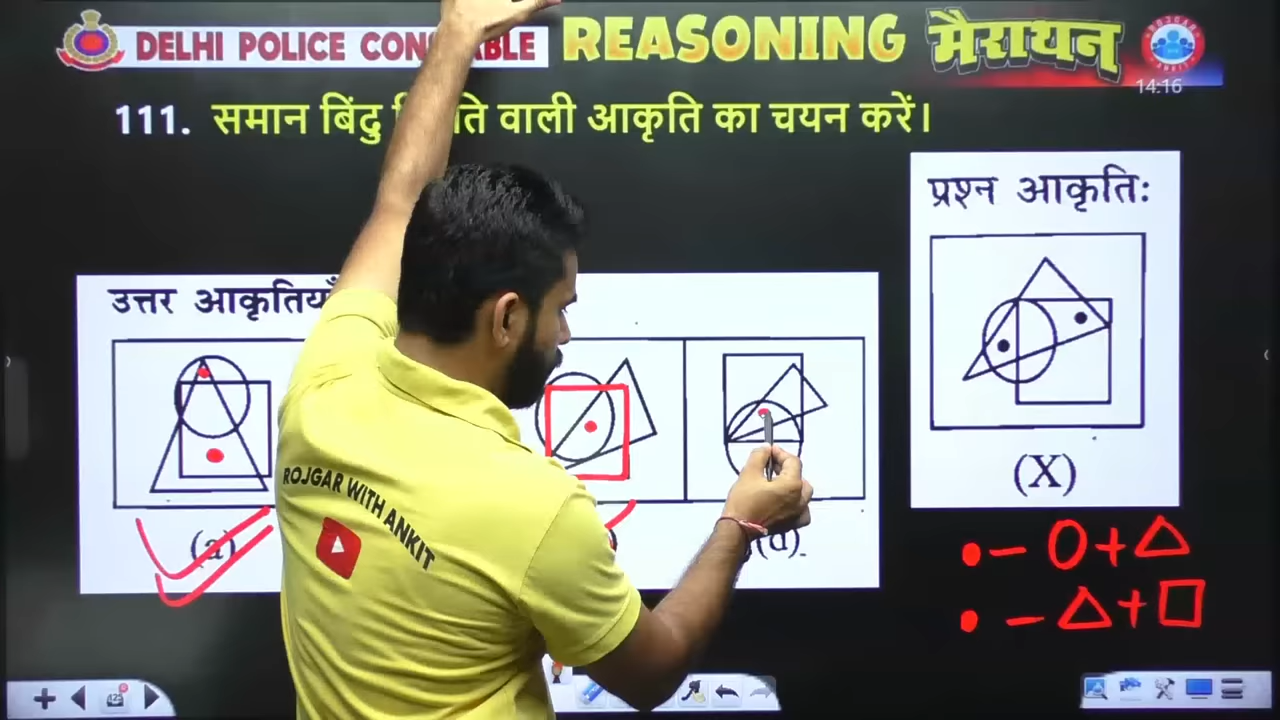 DELHI POLICE CONSTABLE REASONING मैराथन
14:16
111. समान बिंदु वाली आकृति का चयन करें।
प्रश्न आकृति:
(X)
उत्तर आकृतियाँ
(a)
(d)
ROJGAR WITH ANKIT
●– O+△
●–△+□